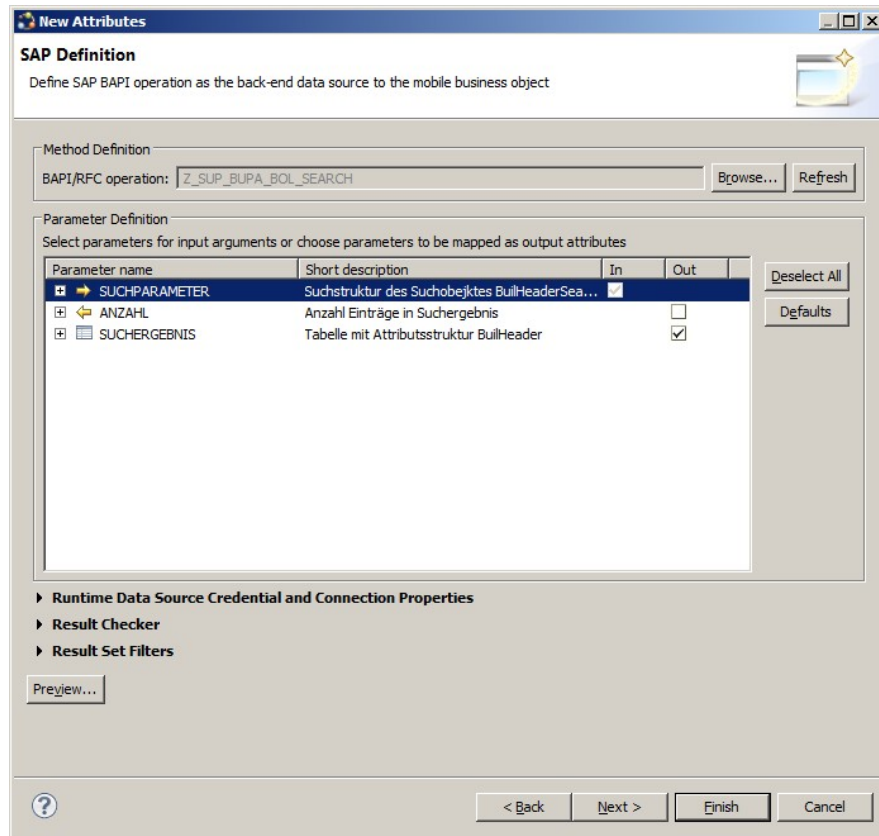 New Attributes
SAP Definition
Define SAP BAPI operation as the back-end data source to the mobile business object
Method Definition
BAPI/RFC operation: Z_SUP_BUPA_BOL_SEARCH Browse... Refresh
Parameter Definition
Select parameters for input arguments or choose parameters to be mapped as output attributes
Parameter name Short description In Out
Deselect All
SUCHPARAMETER Suchstruktur des Suchobejktes BuilHeaderSea...
ANZAHL Anzahl Einträge in Suchergebnis
Defaults
SUCHERGEBNIS Tabelle mit Attributsstruktur BuilHeader
Runtime Data Source Credential and Connection Properties
Result Checker
Result Set Filters
Preview...
? < Back Next > Finish Cancel